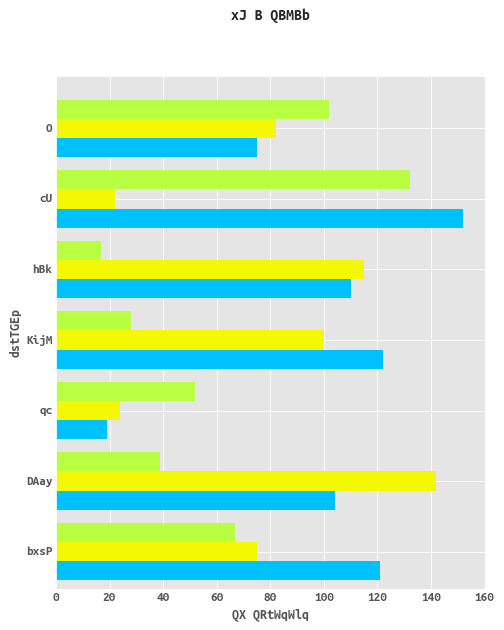 xJ B QBMBb
O
cU
hBk
KijM
qc
DAay
bxsP
dstTGEp
0 20 40 60 80 100 120 140 160
QX QRtWqWlq